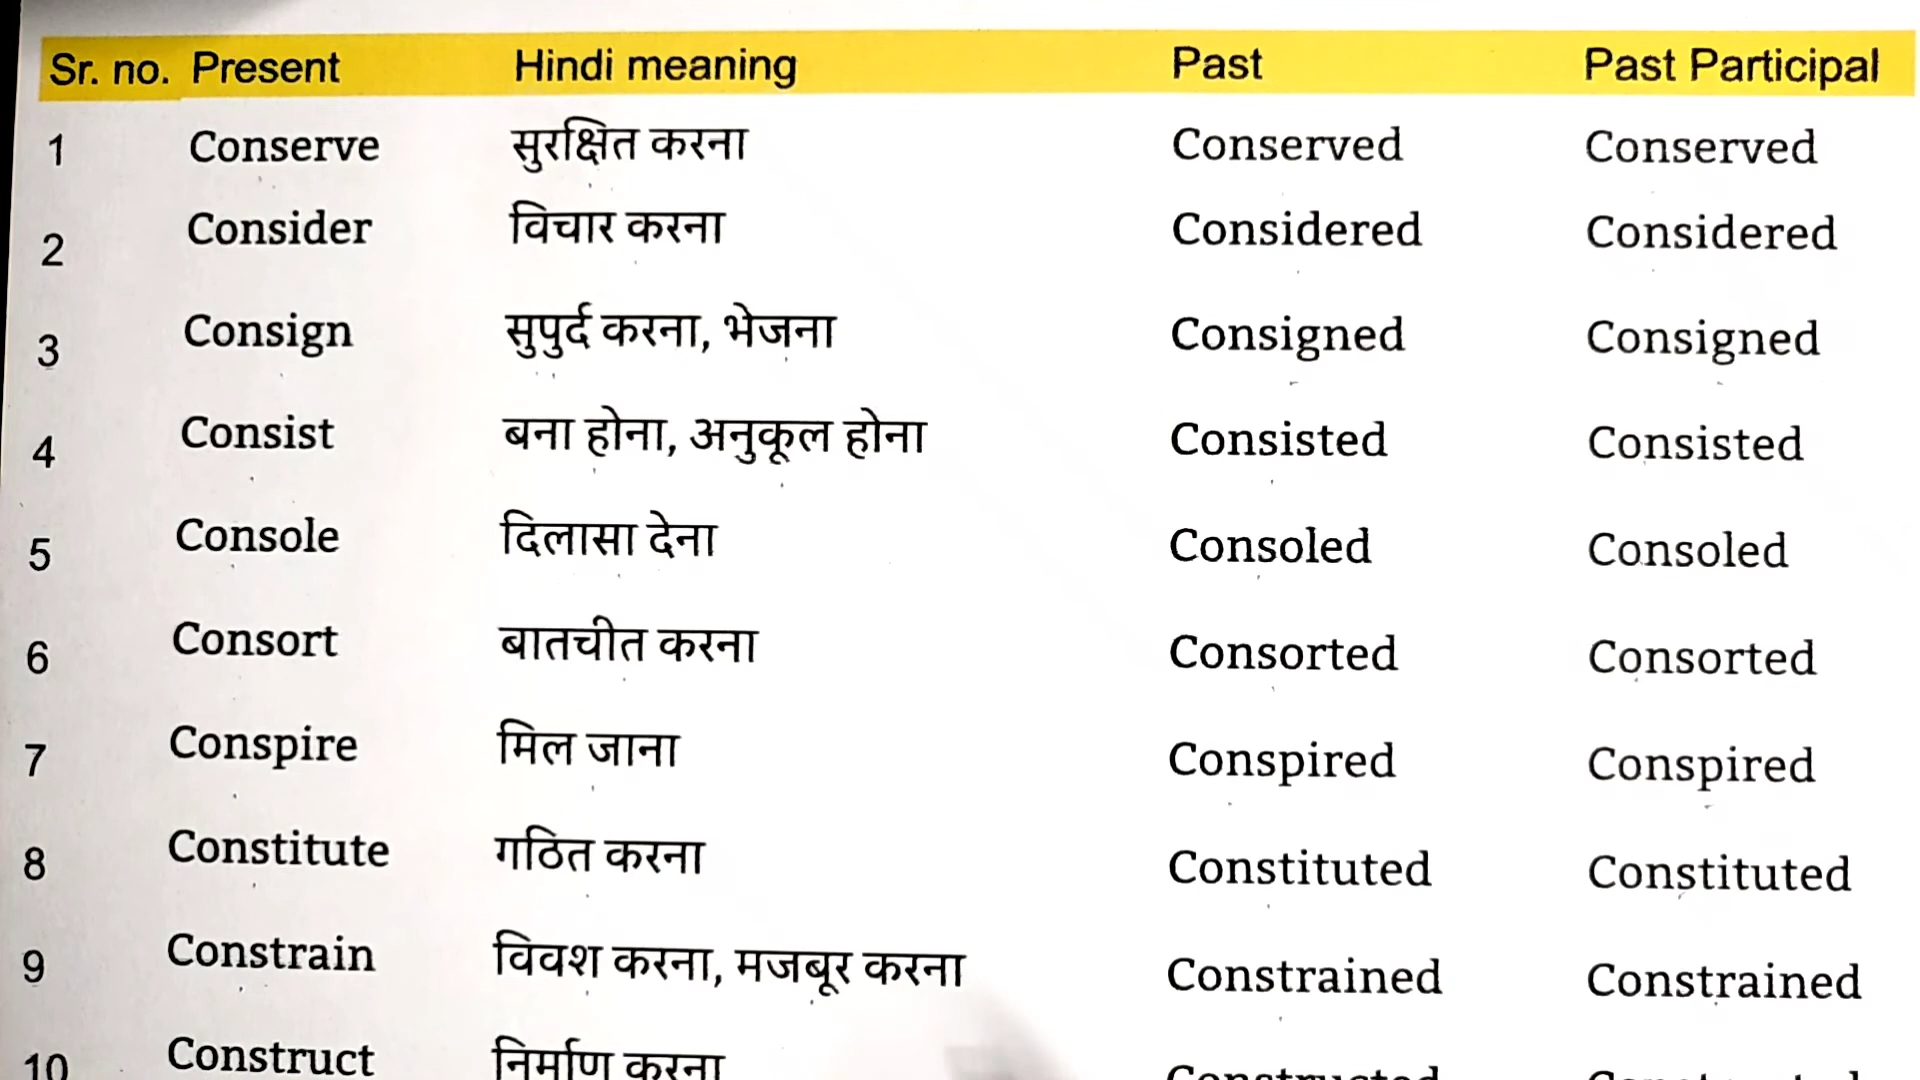 Sr. no. Present Hindi meaning Past Past Participal
1 Conserve सुरक्षित करना Conserved Conserved
2 Consider विचार करना Considered Considered
3 Consign सुपुर्द करना, भेजना Consigned Consigned
4 Consist बना होना, अनुकूल होना Consisted Consisted
5 Console दिलासा देना Consoled Consoled
6 Consort बातचीत करना Consorted Consorted
7 Conspire मिल जाना Conspired Conspired
8 Constitute गठित करना Constituted Constituted
9 Constrain विवश करना, मजबूर करना Constrained Constrained
10 Construct निर्माण करना Constructed Constructed